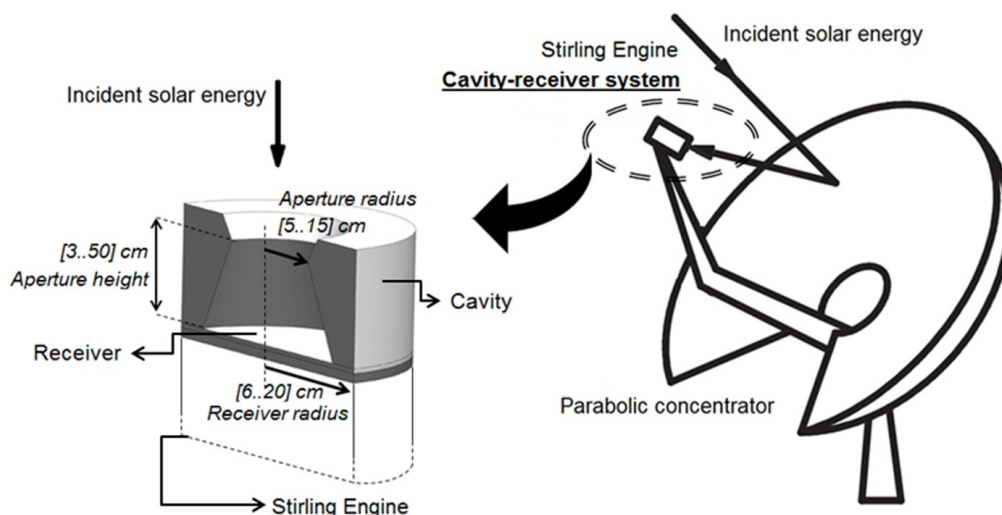 Incident solar energy
Aperture radius
[5..15] cm
[3..50] cm
Aperture height
Cavity
Receiver
[6..20] cm
Receiver radius
Stirling Engine
Incident solar energy
Stirling Engine
Cavity-receiver system
Parabolic concentrator